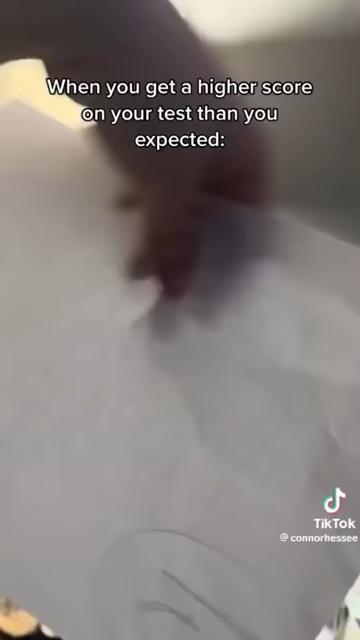 When you get a higher score
on your test than you
expected:
TikTok
@connorhessee